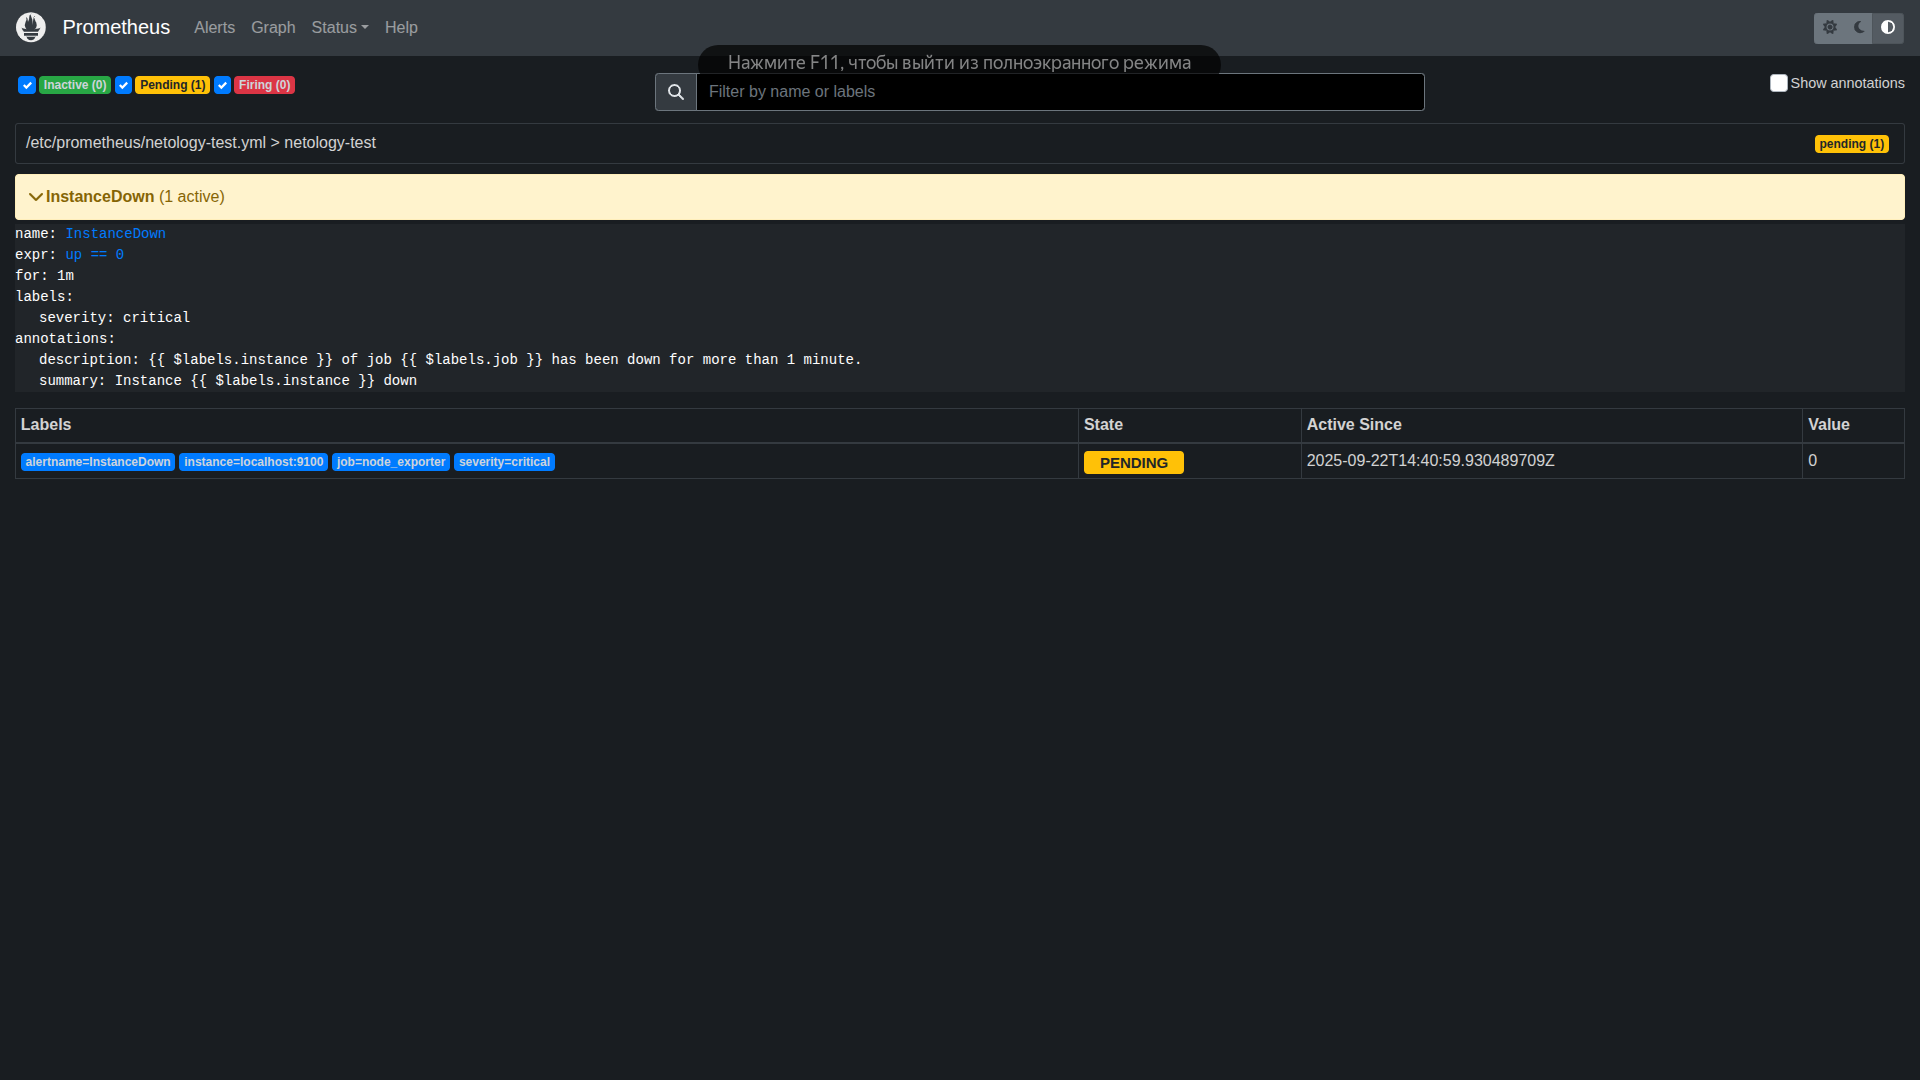 Prometheus Alerts Graph Status Help
Нажмите F11, чтобы выйти из полноэкранного режима
Inactive (0) Pending (1) Firing (0)
Filter by name or labels
Show annotations
/etc/prometheus/netology-test.yml > netology-test
pending (1)
InstanceDown (1 active)
name: InstanceDown
expr: up == 0
for: 1m
labels:
severity: critical
annotations:
description: {{ $labels.instance }} of job {{ $labels.job }} has been down for more than 1 minute.
summary: Instance {{ $labels.instance }} down
Labels State Active Since Value
alertname=InstanceDown instance=localhost:9100 job=node_exporter severity=critical PENDING 2025-09-22T14:40:59.930489709Z 0